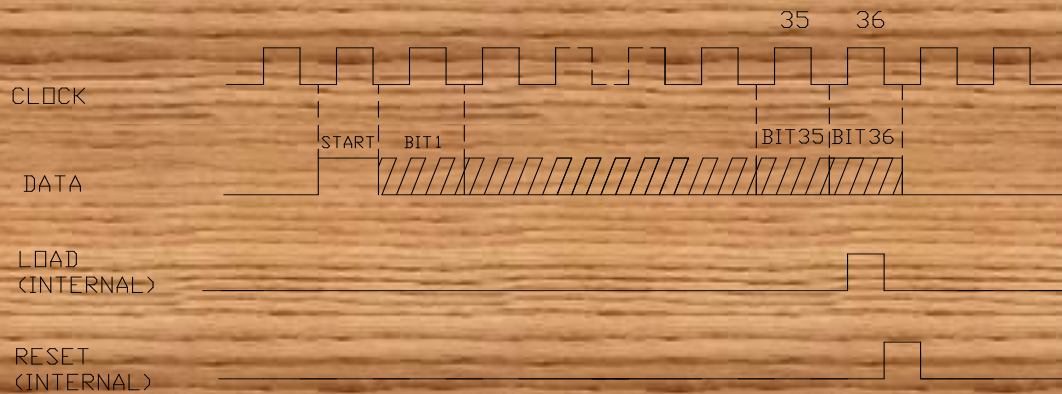 35 36
CLOCK
START BIT1 BIT35 BIT36
DATA
LOAD
(INTERNAL)
RESET
(INTERNAL)